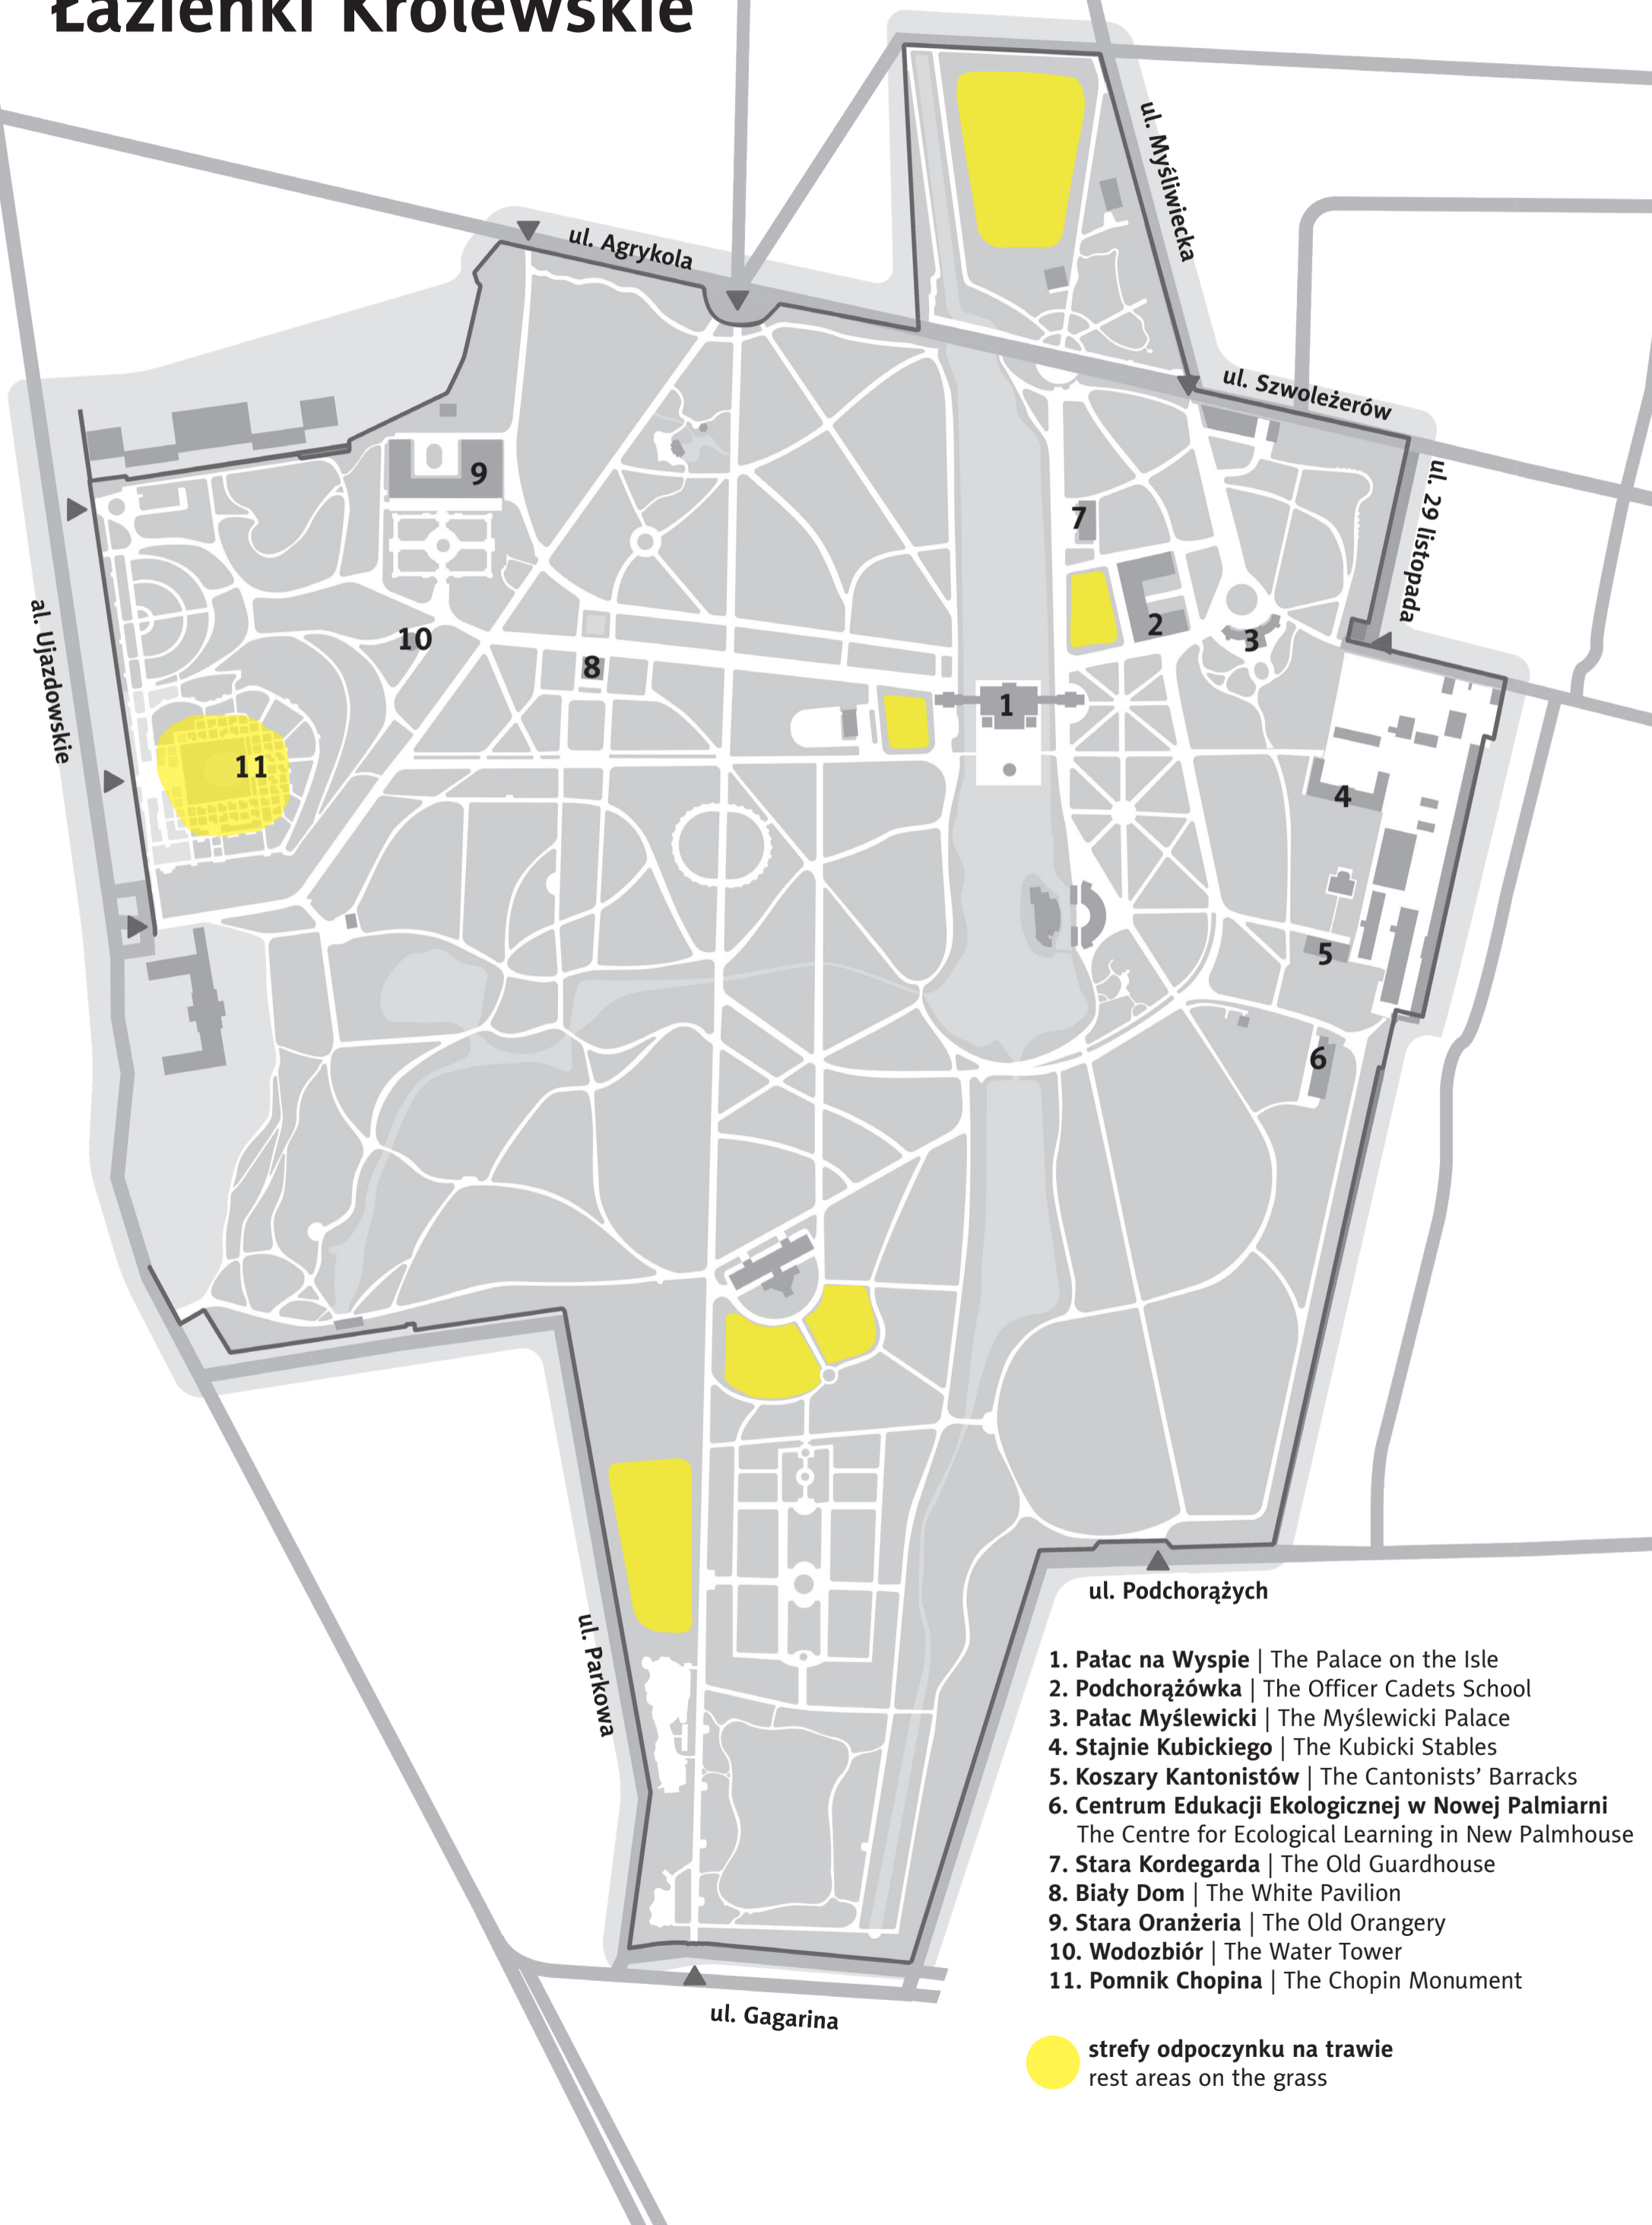 Łazienki Królewskie
ul. Myśliwiecka
ul. Agrykola
ul. Szwoleżerów
ul. 29 listopada
9
7
al. Ujazdowskie
10
2
3
8
1
11
4
5
6
ul. Podchorążych
ul. Parkowa
1. Pałac na Wyspie | The Palace on the Isle
2. Podchorążówka | The Officer Cadets School
3. Pałac Myślewicki | The Myślewicki Palace
4. Stajnie Kubickiego | The Kubicki Stables
5. Koszary Kantonistów | The Cantonists’ Barracks
6. Centrum Edukacji Ekologicznej w Nowej Palmiarni
The Centre for Ecological Learning in New Palmhouse
7. Stara Kordegarda | The Old Guardhouse
8. Biały Dom | The White Pavilion
9. Stara Oranżeria | The Old Orangery
10. Wodozbiór | The Water Tower
11. Pomnik Chopina | The Chopin Monument
ul. Gagarina
strefy odpoczynku na trawie
rest areas on the grass